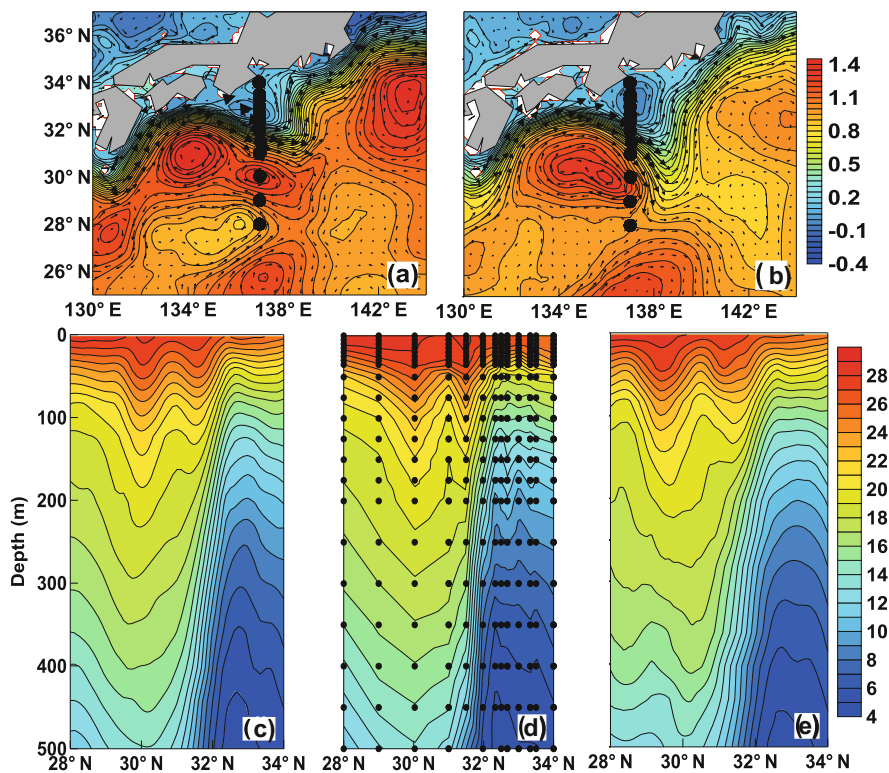 36° N
34° N
32° N
30° N
28° N
26° N
(a)
130° E 134° E 138° E 142° E
(b)
130° E 134° E 138° E 142° E
1.4
1.1
0.8
0.5
0.2
-0.1
-0.4
Depth (m)
0
100
200
300
400
500
(c)
28° N 30° N 32° N 34° N
(d)
28° N 30° N 32° N 34° N
(e)
28° N 30° N 32° N 34° N
28
26
24
22
20
18
16
14
12
10
8
6
4